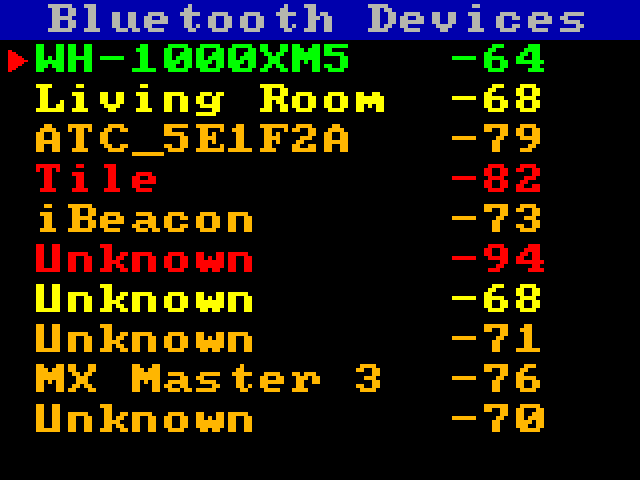 Bluetooth Devices
WH-1000XM5 -64
Living Room -68
ATC_5E1F2A -79
Tile -82
iBeacon -73
Unknown -94
Unknown -68
Unknown -71
MX Master 3 -76
Unknown -70